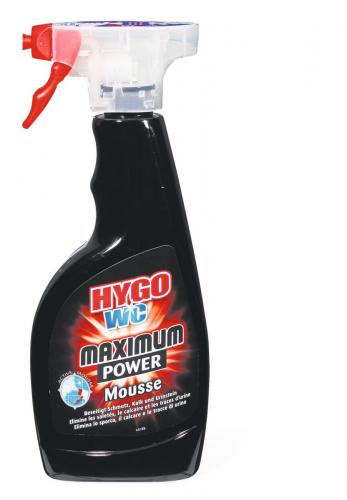 HYGO
WC
MAXIMUM
POWER
Mousse
Beseitigt Schmutz, Kalk und Urinstein
Elimine les saletés, le calcaire et les traces d'urine
Elimina lo sporco, il calcare e le tracce di urina